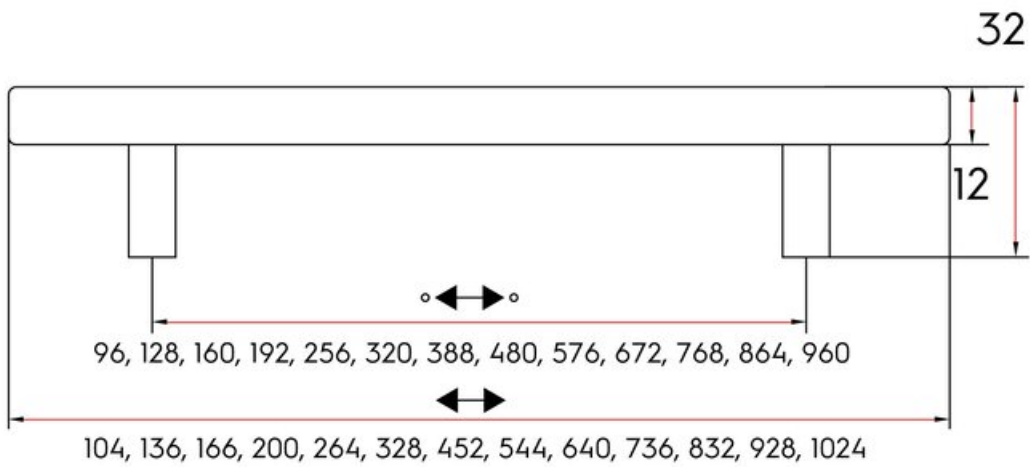 32
12
96, 128, 160, 192, 256, 320, 388, 480, 576, 672, 768, 864, 960
104, 136, 166, 200, 264, 328, 452, 544, 640, 736, 832, 928, 1024